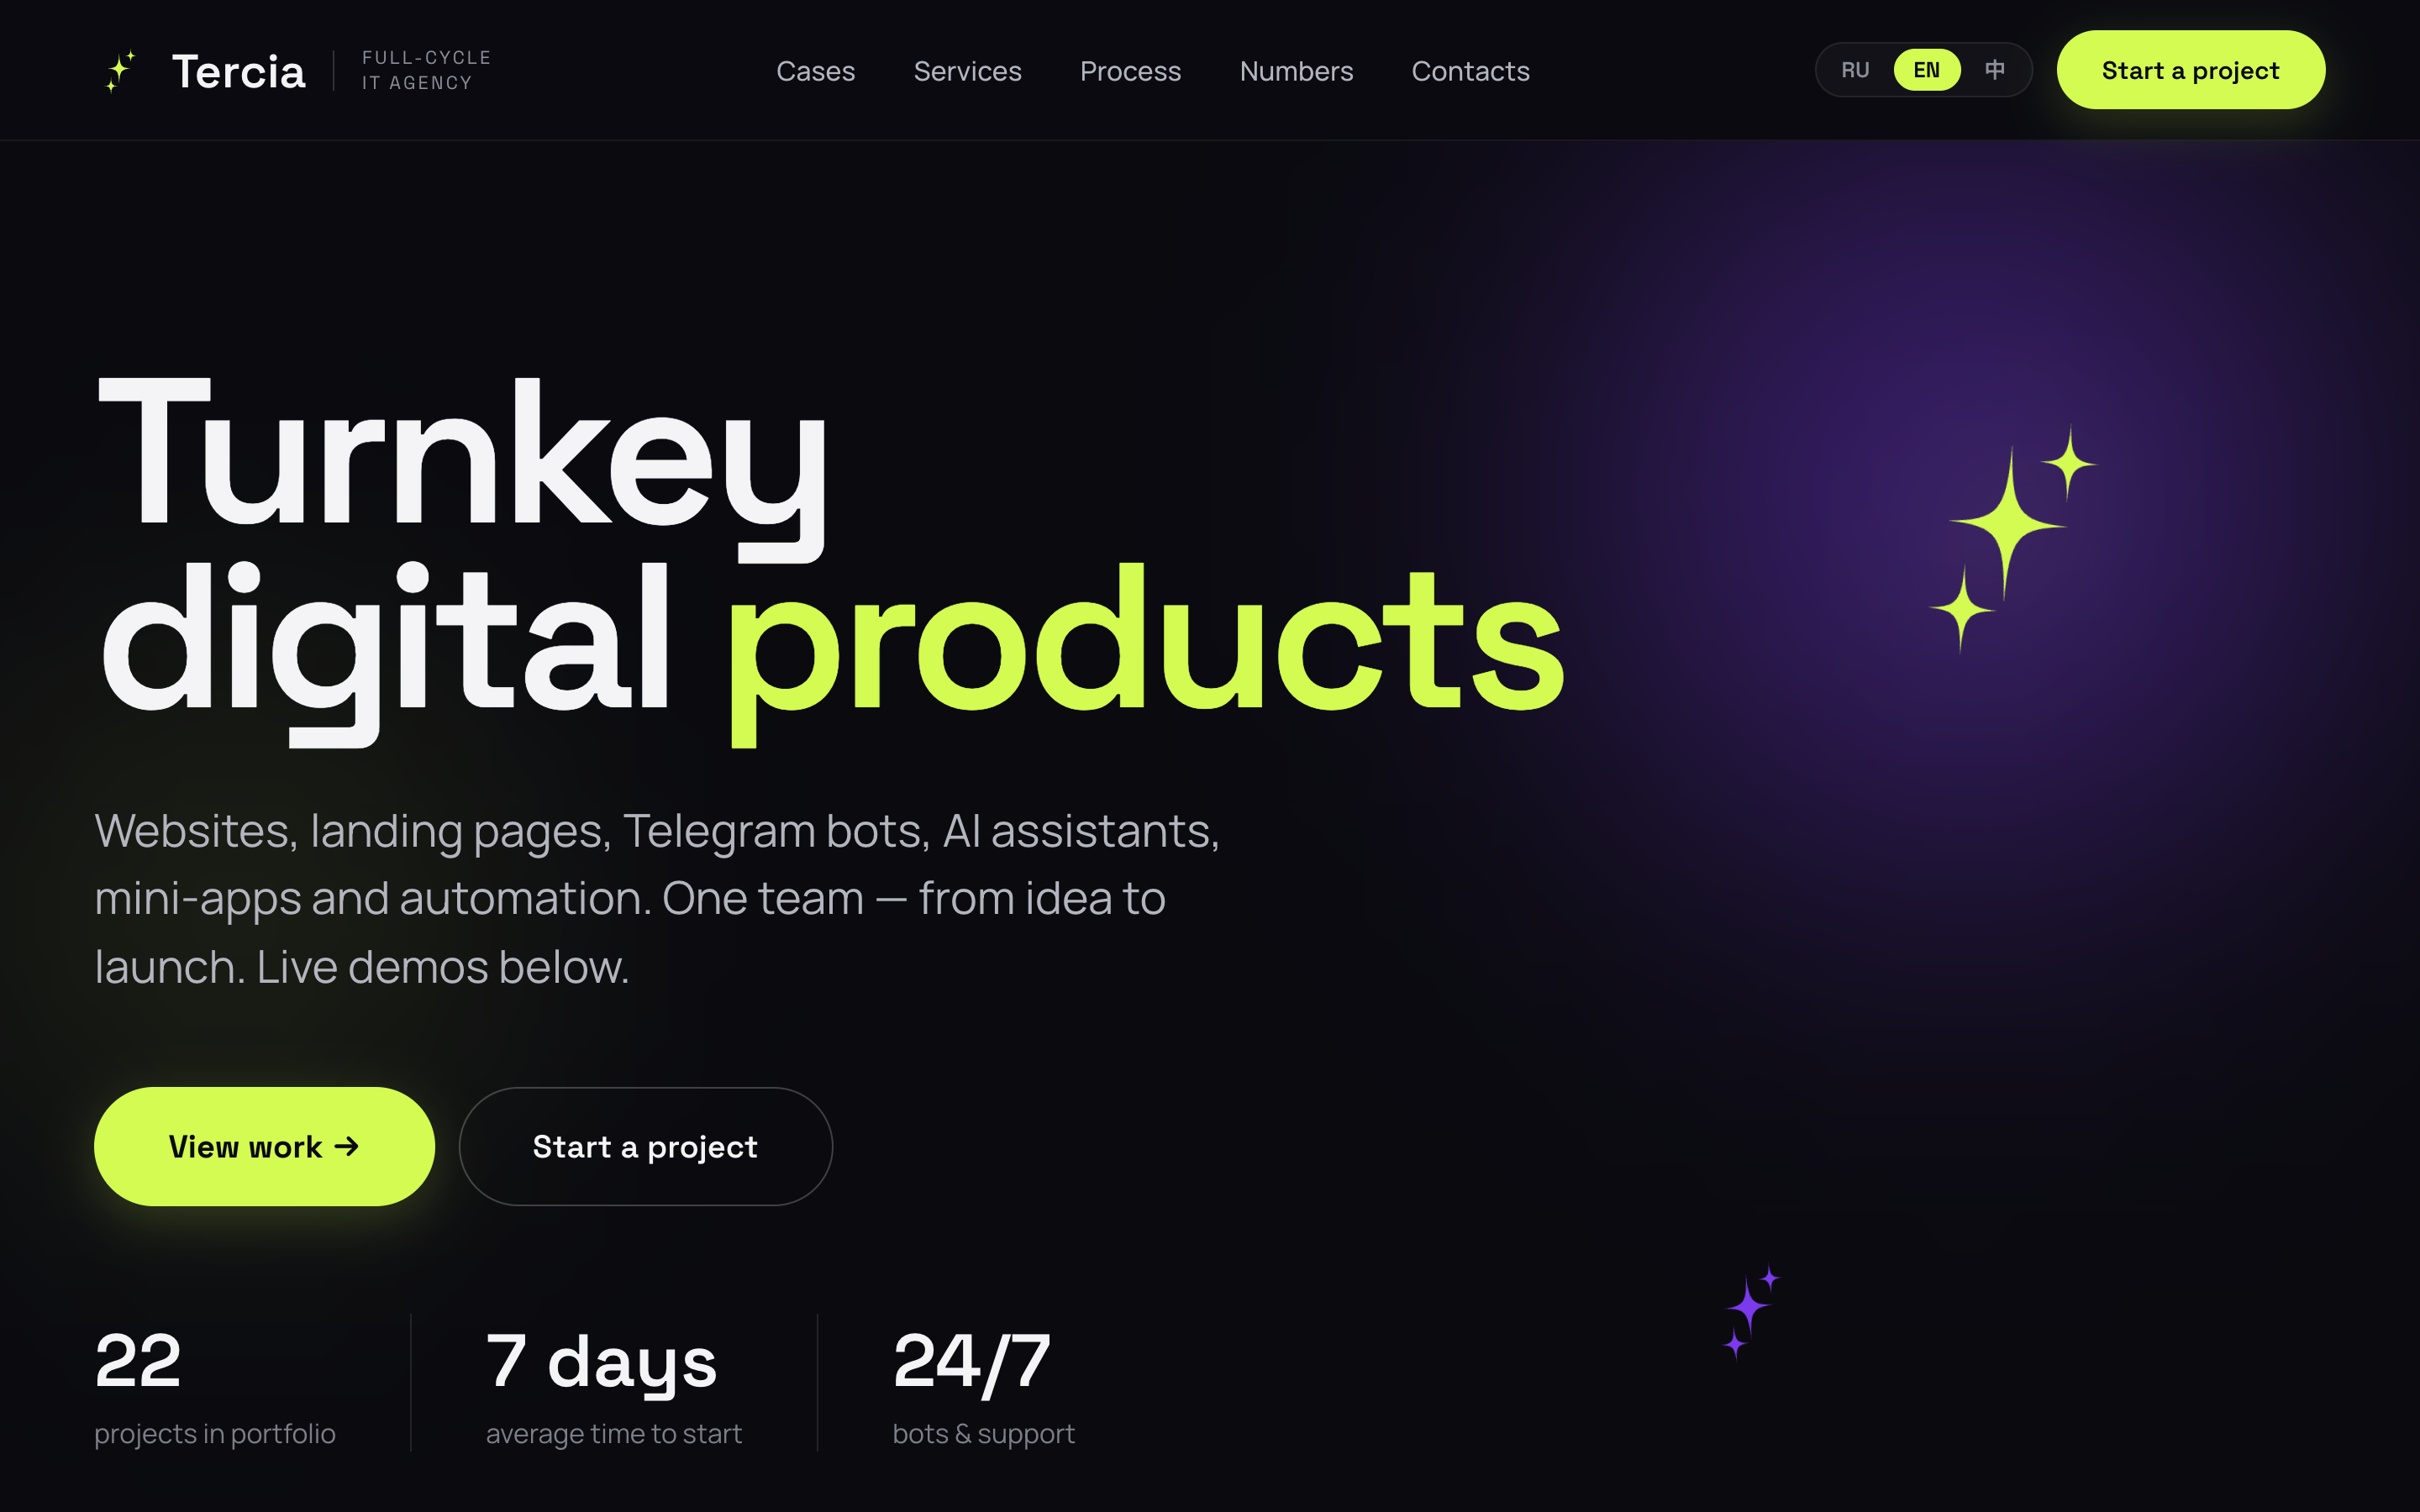 Tercia
FULL-CYCLE
IT AGENCY
Cases
Services
Process
Numbers
Contacts
RU
EN
中
Start a project
Turnkey
digital products
Websites, landing pages, Telegram bots, AI assistants,
mini-apps and automation. One team — from idea to
launch. Live demos below.
View work →
Start a project
22
projects in portfolio
7 days
average time to start
24/7
bots & support